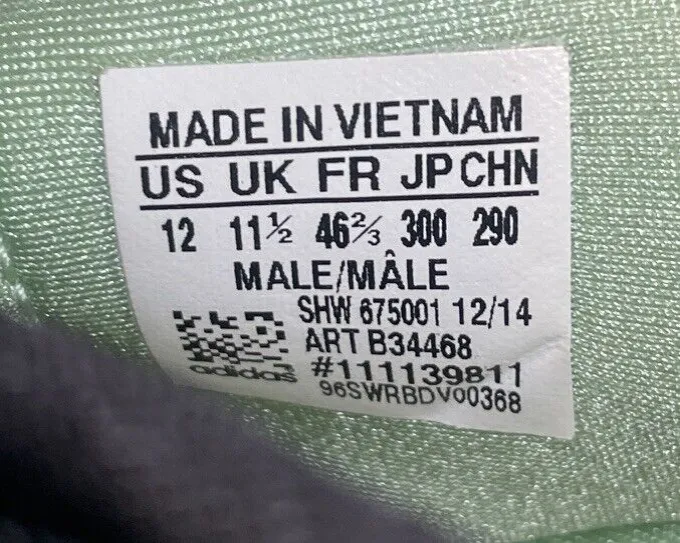 MADE IN VIETNAM
US UK FR JP CHN
12 11½ 46⅔ 300 290
MALE/MÂLE
SHW 675001 12/14
ART B34468
adidas #111139811
96SWRBDV00368